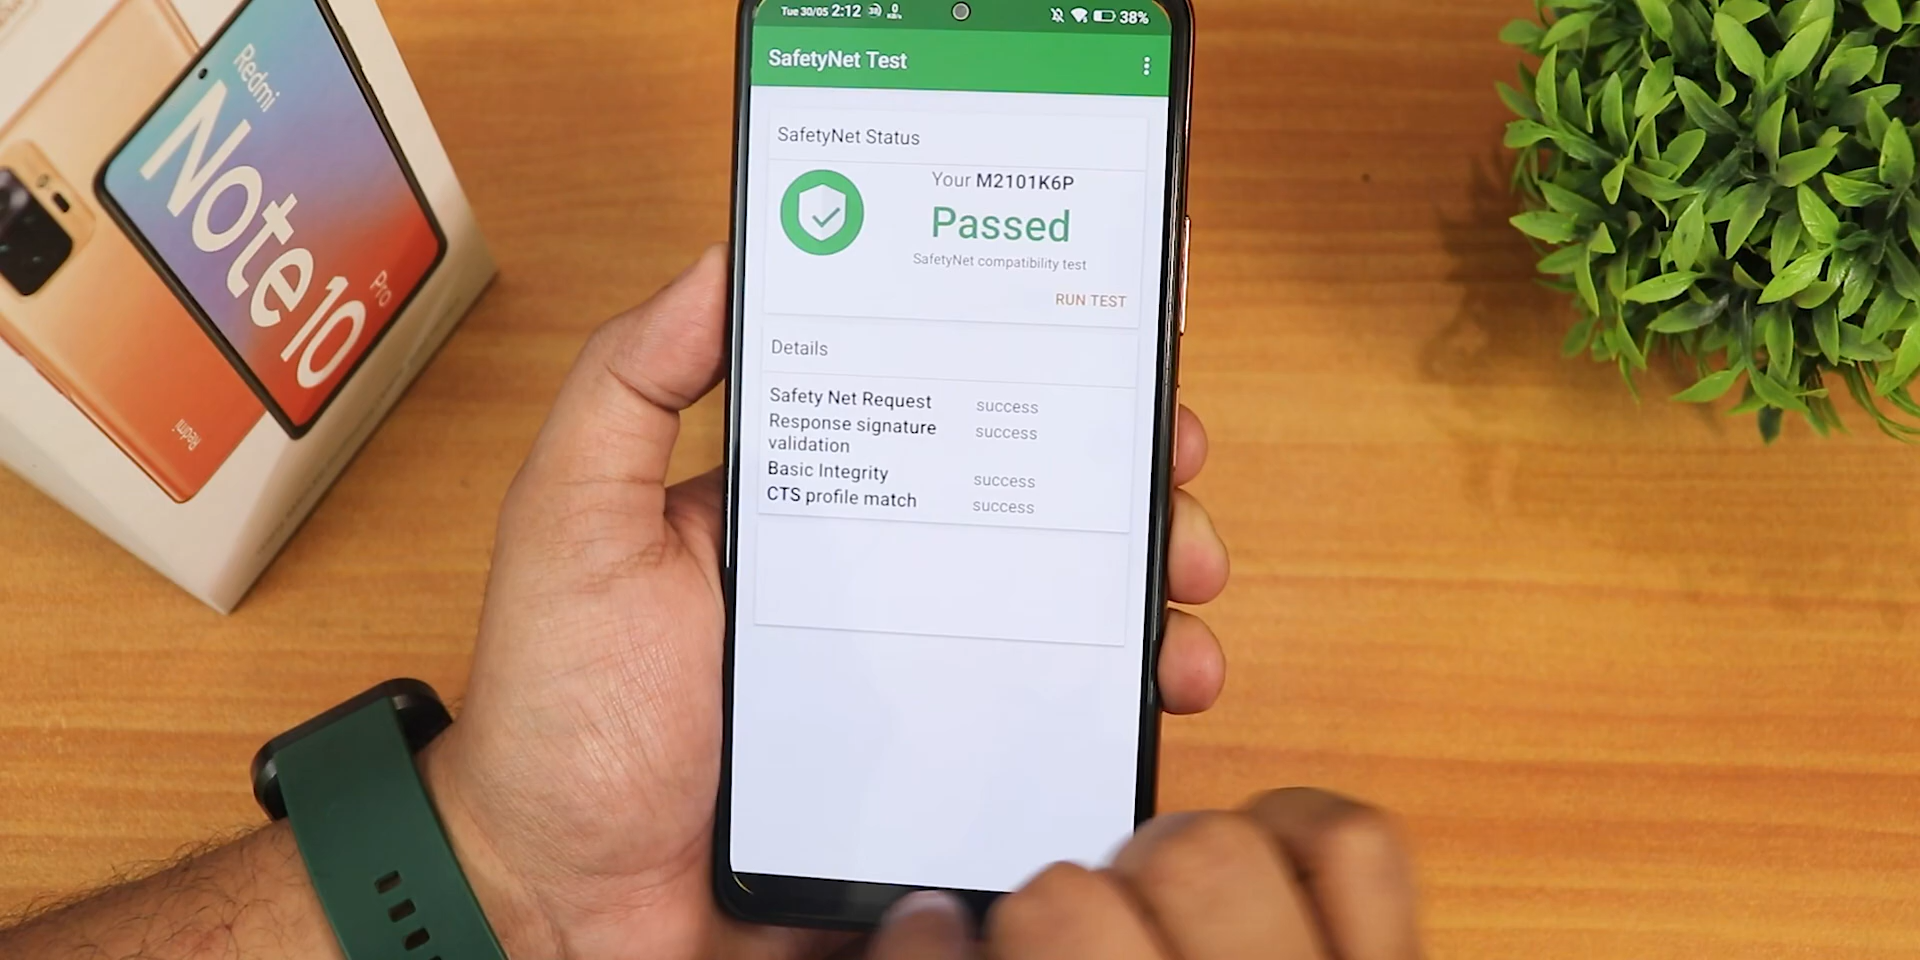 Redmi
Note 10
Pro
Redmi
Tue 30/05 2:12 38%
SafetyNet Test
SafetyNet Status
Your M2101K6P
Passed
SafetyNet compatibility test
RUN TEST
Details
Safety Net Request success
Response signature validation success
Basic Integrity success
CTS profile match success